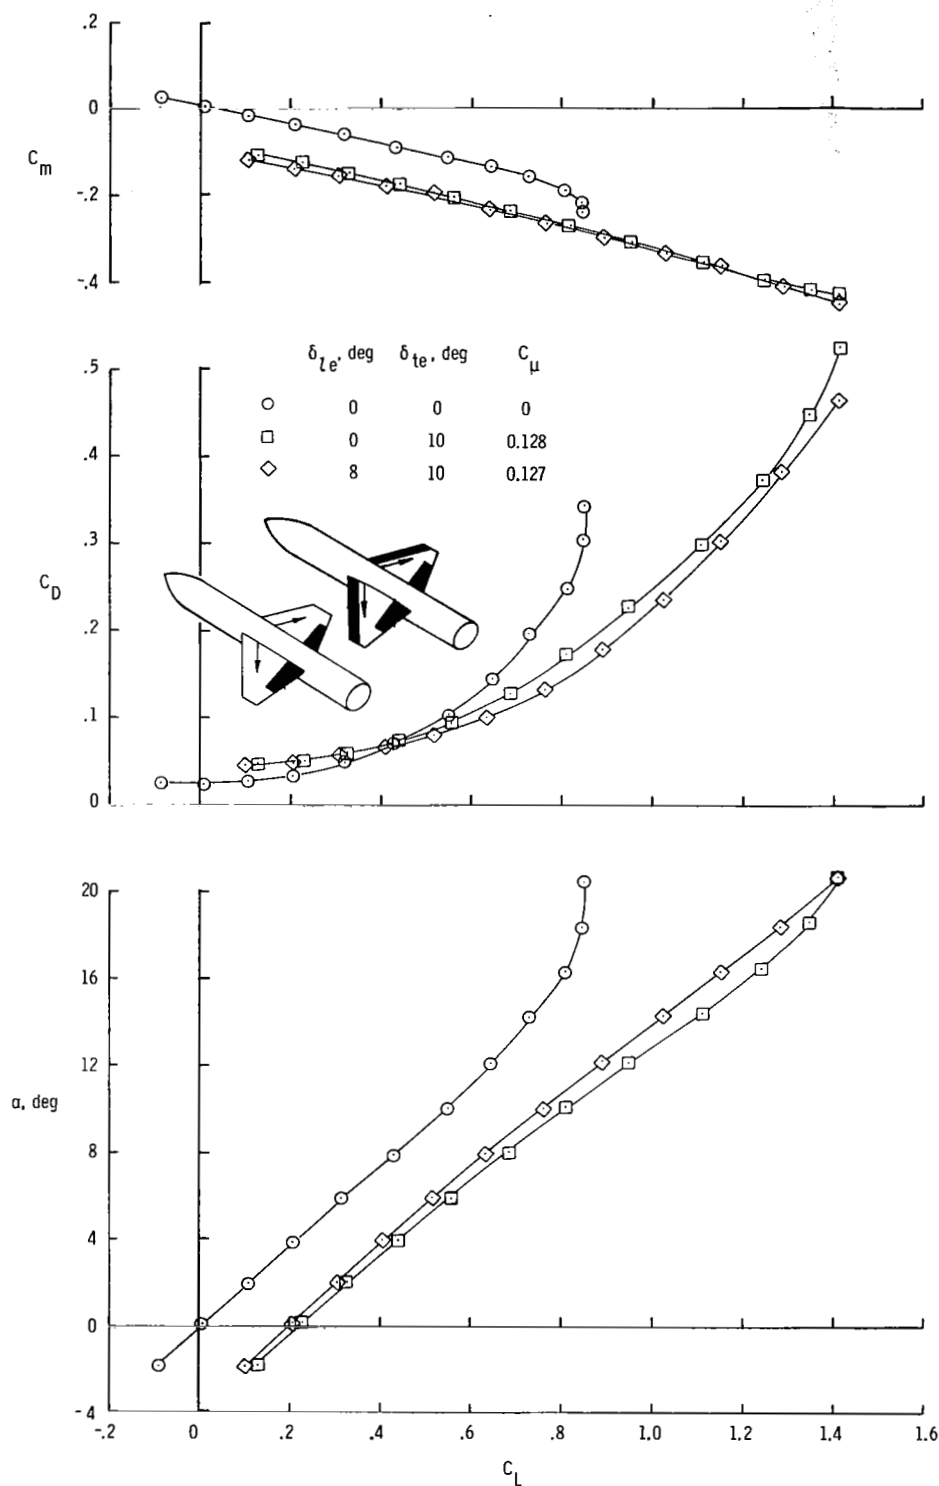 .2
0
C_m
-.2
-.4
δ_le, deg δ_te, deg C_μ
0 0 0
0 10 0.128
8 10 0.127
.5
.4
.3
C_D
.2
.1
0
20
16
12
α, deg
8
4
0
-4
-.2 0 .2 .4 .6 .8 1.0 1.2 1.4 1.6
C_L